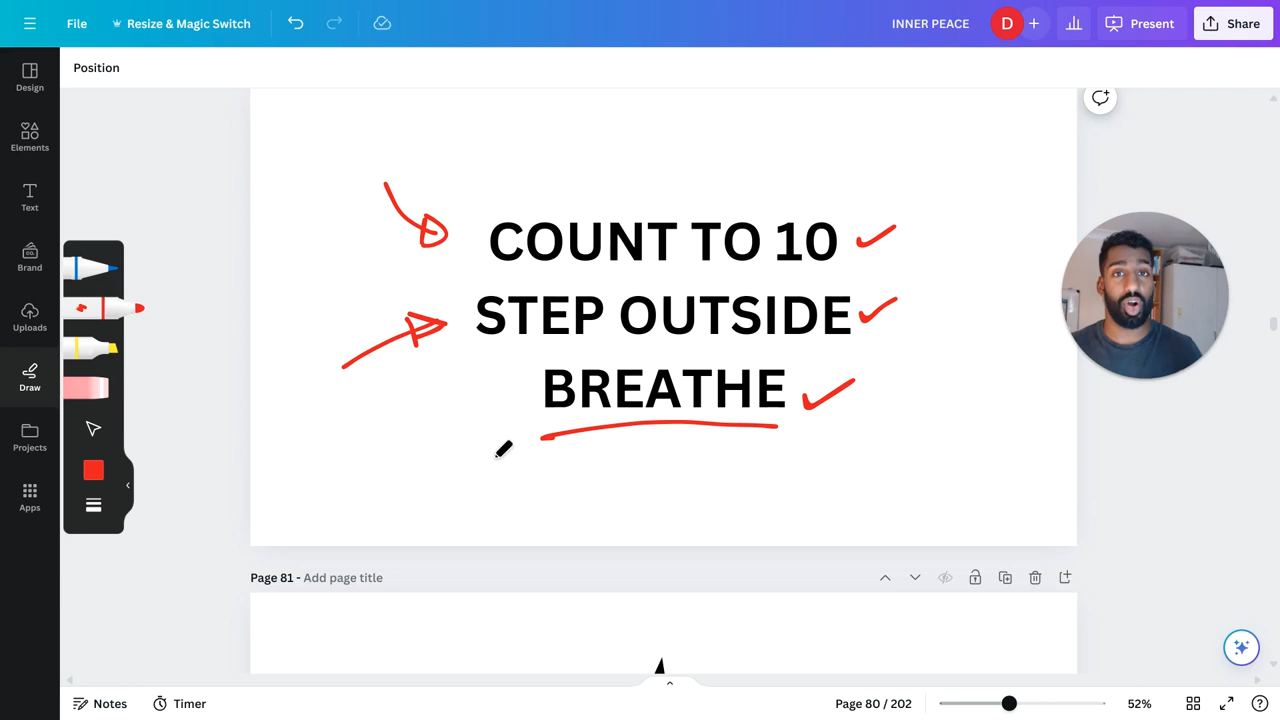 File
Resize & Magic Switch
INNER PEACE
D
Present
Share
Position
Design
Elements
Text
Brand
Uploads
Draw
Projects
Apps
COUNT TO 10
STEP OUTSIDE
BREATHE
Page 81 - Add page title
Notes
Timer
Page 80 / 202
52%